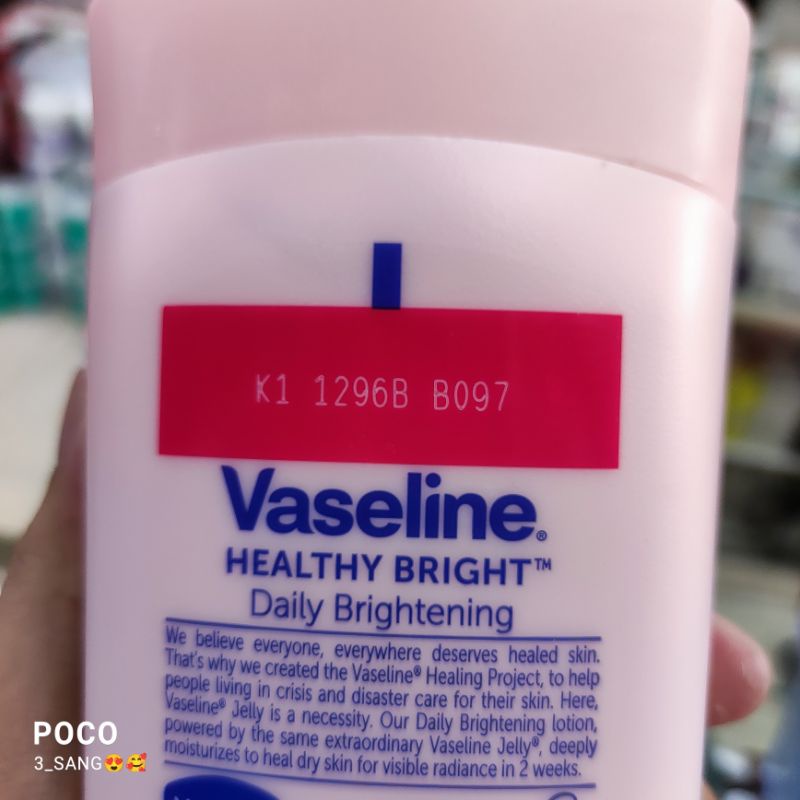 K1 1296B B097
Vaseline®
HEALTHY BRIGHT™
Daily Brightening
We believe everyone, everywhere deserves healed skin.
That's why we created the Vaseline® Healing Project, to help
people living in crisis and disaster care for their skin. Here,
Vaseline® Jelly is a necessity. Our Daily Brightening lotion,
powered by the same extraordinary Vaseline Jelly®, deeply
moisturizes to heal dry skin for visible radiance in 2 weeks.
POCO
3_SANG😍🥰